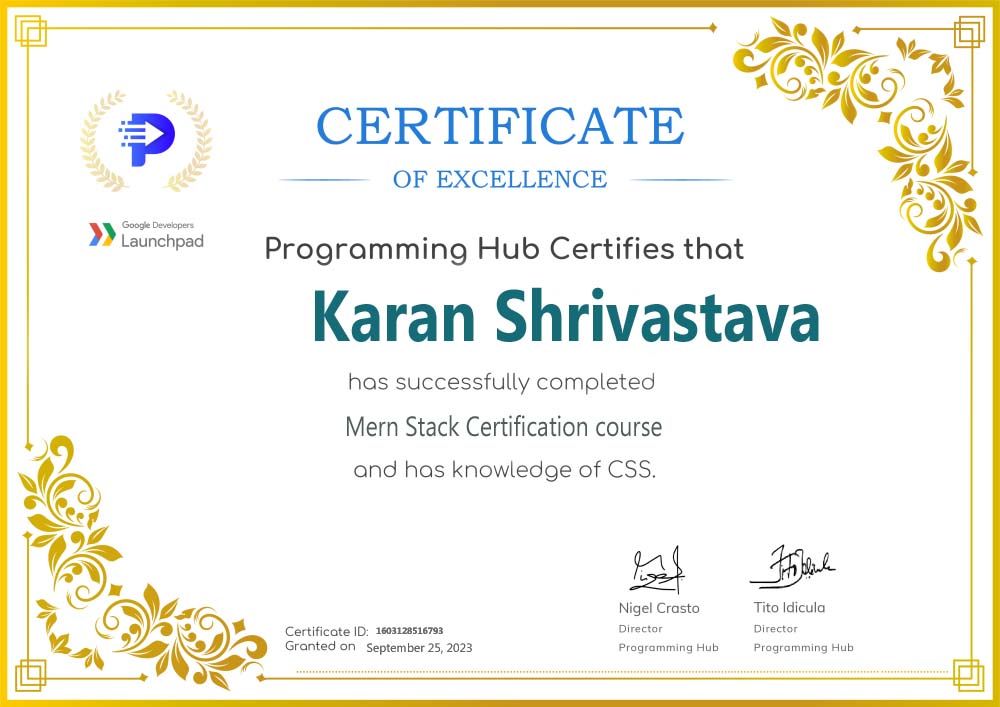 CERTIFICATE
OF EXCELLENCE
Google Developers
Launchpad
Programming Hub Certifies that
Karan Shrivastava
has successfully completed
Mern Stack Certification course
and has knowledge of CSS.
Nigel Crasto
Director
Programming Hub
Tito Idicula
Director
Programming Hub
Certificate ID: 1603128516793
Granted on September 25, 2023